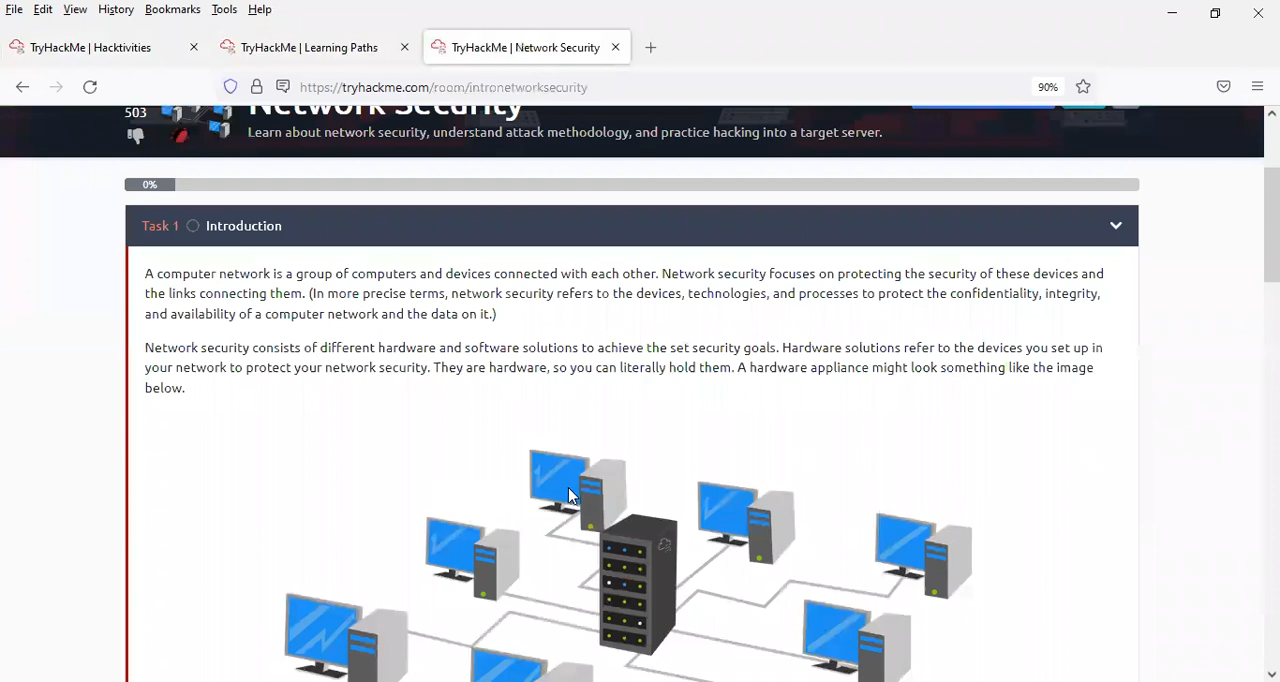 File Edit View History Bookmarks Tools Help
TryHackMe | Hacktivities
TryHackMe | Learning Paths
TryHackMe | Network Security
https://tryhackme.com/room/intronetworksecurity
90%
503
Network Security
Learn about network security, understand attack methodology, and practice hacking into a target server.
0%
Task 1 Introduction
A computer network is a group of computers and devices connected with each other. Network security focuses on protecting the security of these devices and
the links connecting them. (In more precise terms, network security refers to the devices, technologies, and processes to protect the confidentiality, integrity,
and availability of a computer network and the data on it.)
Network security consists of different hardware and software solutions to achieve the set security goals. Hardware solutions refer to the devices you set up in
your network to protect your network security. They are hardware, so you can literally hold them. A hardware appliance might look something like the image
below.